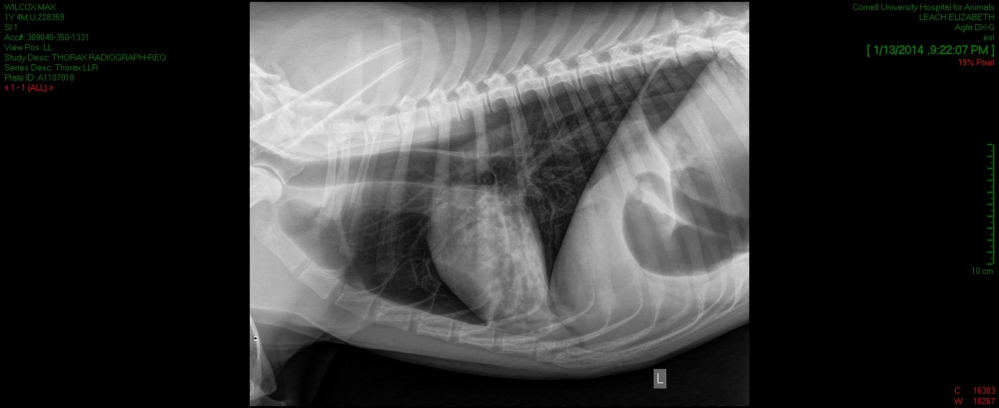 WILCOX MAX
1Y 4M,U,228359
SI:1
Acc#: 309040-350-1331
View Pos: LL
Study Desc: THORAX RADIOGRAPH-REQ
Series Desc: Thorax LLR
Plate ID: A1107018
< 1 - 1 (ALL) >
Cornell University Hospital for Animals
LEACH ELIZABETH
Agfa DX-G
esl
[ 1/13/2014 ,9:22:07 PM ]
19% Pixel
10 cm
L
C 16383
W 10267